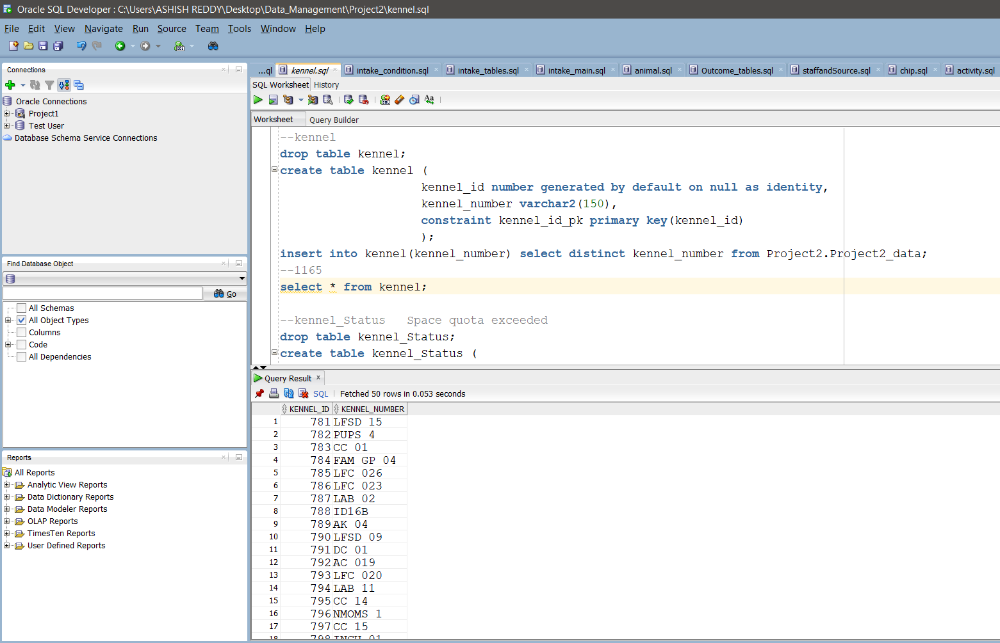 Oracle SQL Developer : C:\Users\ASHISH REDDY\Desktop\Data_Management\Project2\kennel.sql
File Edit View Navigate Run Source Team Tools Window Help
Connections
Oracle Connections
Project1
Test User
Database Schema Service Connections
Find Database Object
Go
All Schemas
All Object Types
Columns
Code
All Dependencies
Reports
All Reports
Analytic View Reports
Data Dictionary Reports
Data Modeler Reports
OLAP Reports
TimesTen Reports
User Defined Reports
...ql kennel.sql intake_condition.sql intake_tables.sql intake_main.sql animal.sql Outcome_tables.sql staffandSource.sql chip.sql activity.sql
SQL Worksheet History
Worksheet Query Builder
--kennel
drop table kennel;
create table kennel (
kennel_id number generated by default on null as identity,
kennel_number varchar2(150),
constraint kennel_id_pk primary key(kennel_id)
);
insert into kennel(kennel_number) select distinct kennel_number from Project2.Project2_data;
--1165
select * from kennel;
--kennel_Status Space quota exceeded
drop table kennel_Status;
create table kennel_Status (
Query Result x
SQL Fetched 50 rows in 0.053 seconds
KENNEL_ID KENNEL_NUMBER
1 781 LFSD 15
2 782 PUPS 4
3 783 CC 01
4 784 FAM GP 04
5 785 LFC 026
6 786 LFC 023
7 787 LAB 02
8 788 ID16B
9 789 AK 04
10 790 LFSD 09
11 791 DC 01
12 792 AC 019
13 793 LFC 020
14 794 LAB 11
15 795 CC 14
16 796 NMOMS 1
17 797 CC 15
18 798